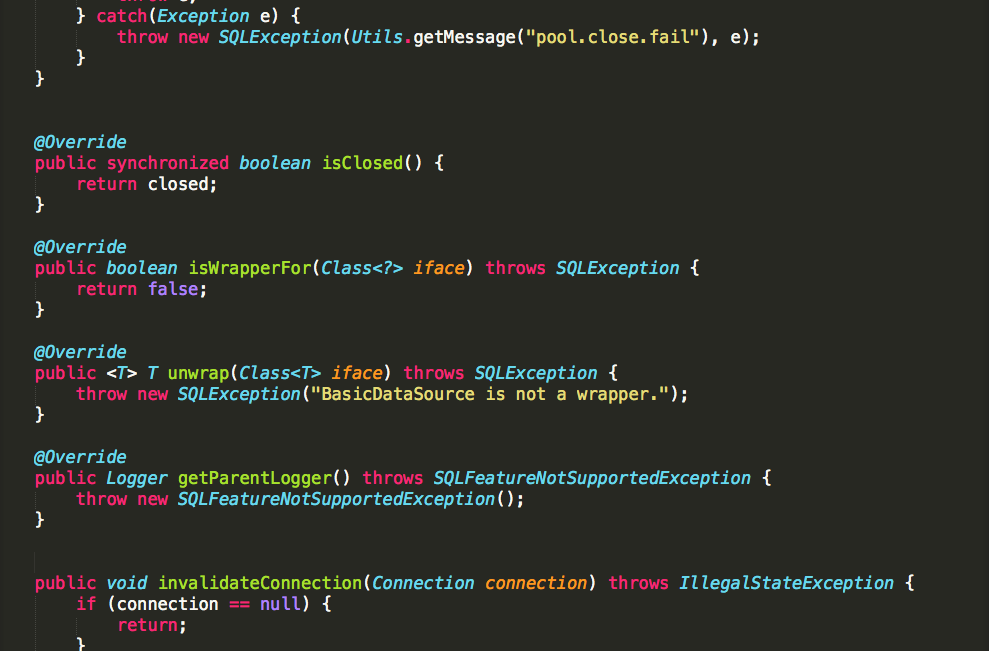 } catch(Exception e) {
throw new SQLException(Utils.getMessage("pool.close.fail"), e);
}
}
@Override
public synchronized boolean isClosed() {
return closed;
}
@Override
public boolean isWrapperFor(Class<?> iface) throws SQLException {
return false;
}
@Override
public <T> T unwrap(Class<T> iface) throws SQLException {
throw new SQLException("BasicDataSource is not a wrapper.");
}
@Override
public Logger getParentLogger() throws SQLFeatureNotSupportedException {
throw new SQLFeatureNotSupportedException();
}
public void invalidateConnection(Connection connection) throws IllegalStateException {
if (connection == null) {
return;
}